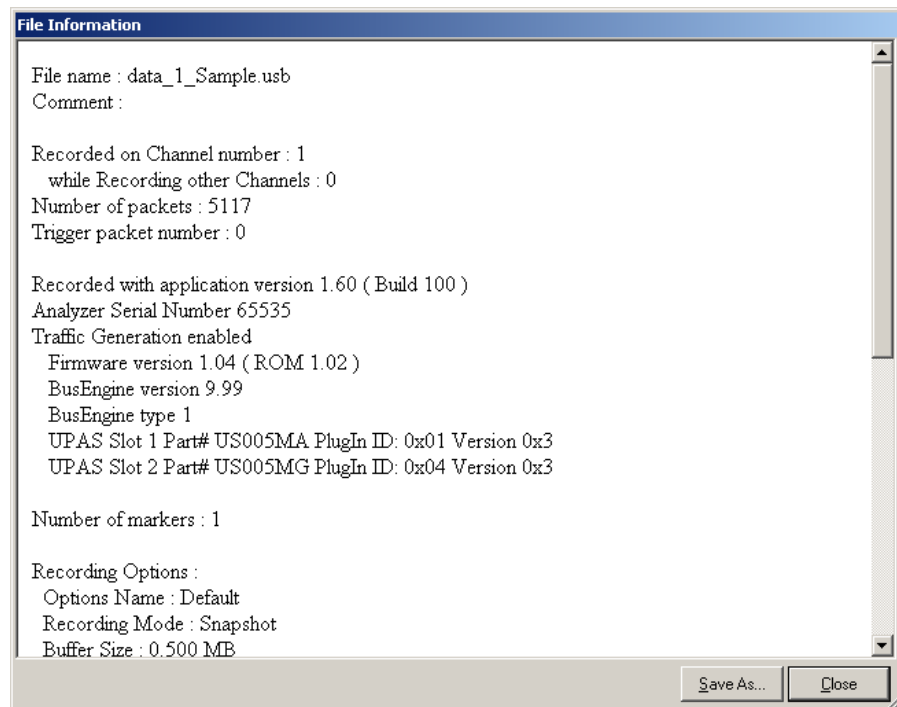 File Information
File name : data_1_Sample.usb
Comment :
Recorded on Channel number : 1
while Recording other Channels : 0
Number of packets : 5117
Trigger packet number : 0
Recorded with application version 1.60 ( Build 100 )
Analyzer Serial Number 65535
Traffic Generation enabled
Firmware version 1.04 ( ROM 1.02 )
BusEngine version 9.99
BusEngine type 1
UPAS Slot 1 Part# US005MA PlugIn ID: 0x01 Version 0x3
UPAS Slot 2 Part# US005MG PlugIn ID: 0x04 Version 0x3
Number of markers : 1
Recording Options :
Options Name : Default
Recording Mode : Snapshot
Buffer Size : 0.500 MB
Save As...
Close